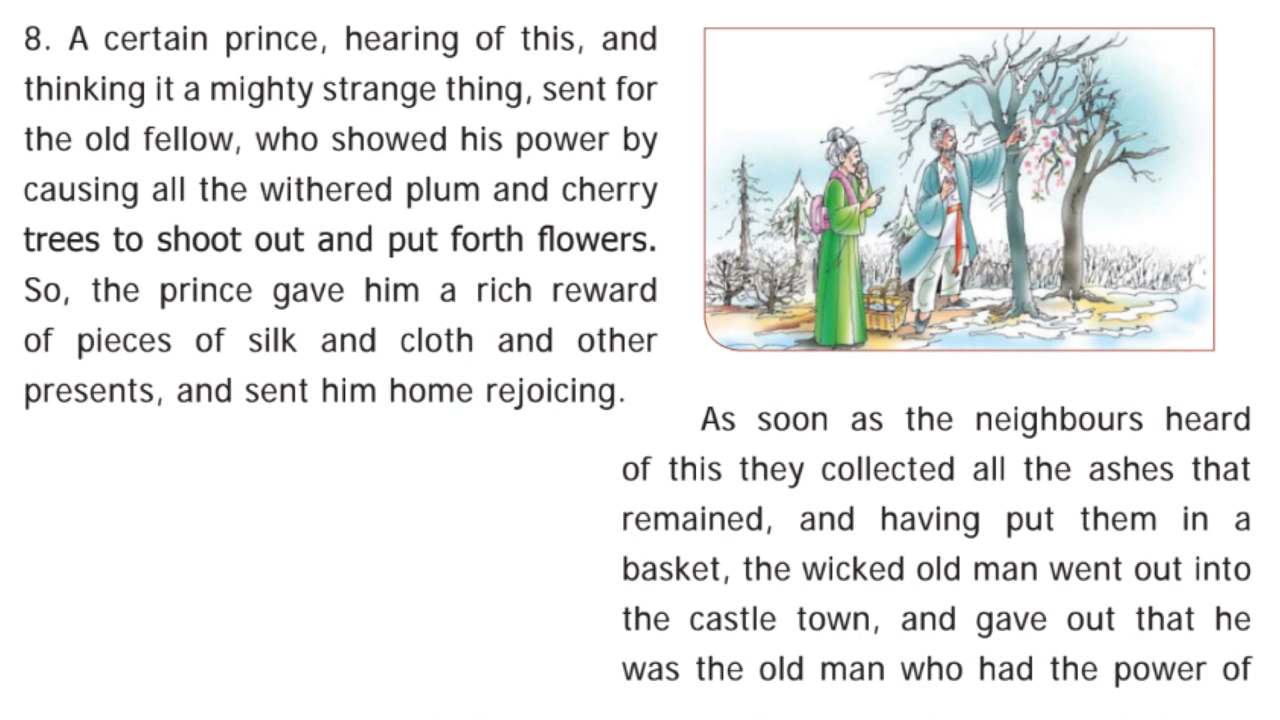 8. A certain prince, hearing of this, and
thinking it a mighty strange thing, sent for
the old fellow, who showed his power by
causing all the withered plum and cherry
trees to shoot out and put forth flowers.
So, the prince gave him a rich reward
of pieces of silk and cloth and other
presents, and sent him home rejoicing.
As soon as the neighbours heard
of this they collected all the ashes that
remained, and having put them in a
basket, the wicked old man went out into
the castle town, and gave out that he
was the old man who had the power of